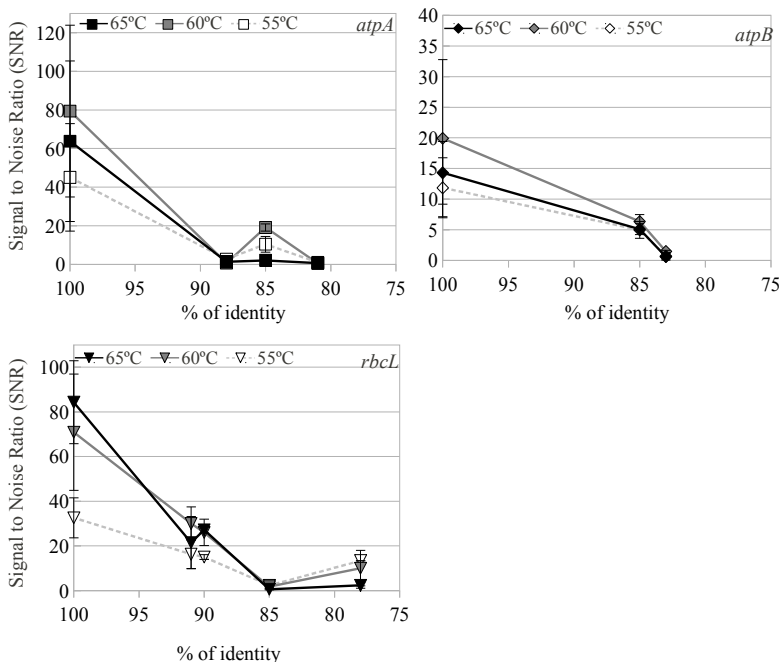 65ºC 60ºC 55ºC atpA
Signal to Noise Ratio (SNR)
120
100
80
60
40
20
0
100 95 90 85 80 75
% of identity
65ºC 60ºC 55ºC atpB
40
35
30
25
20
15
10
5
0
100 95 90 85 80 75
% of identity
65ºC 60ºC 55ºC rbcL
Signal to Noise Ratio (SNR)
100
80
60
40
20
0
100 95 90 85 80 75
% of identity